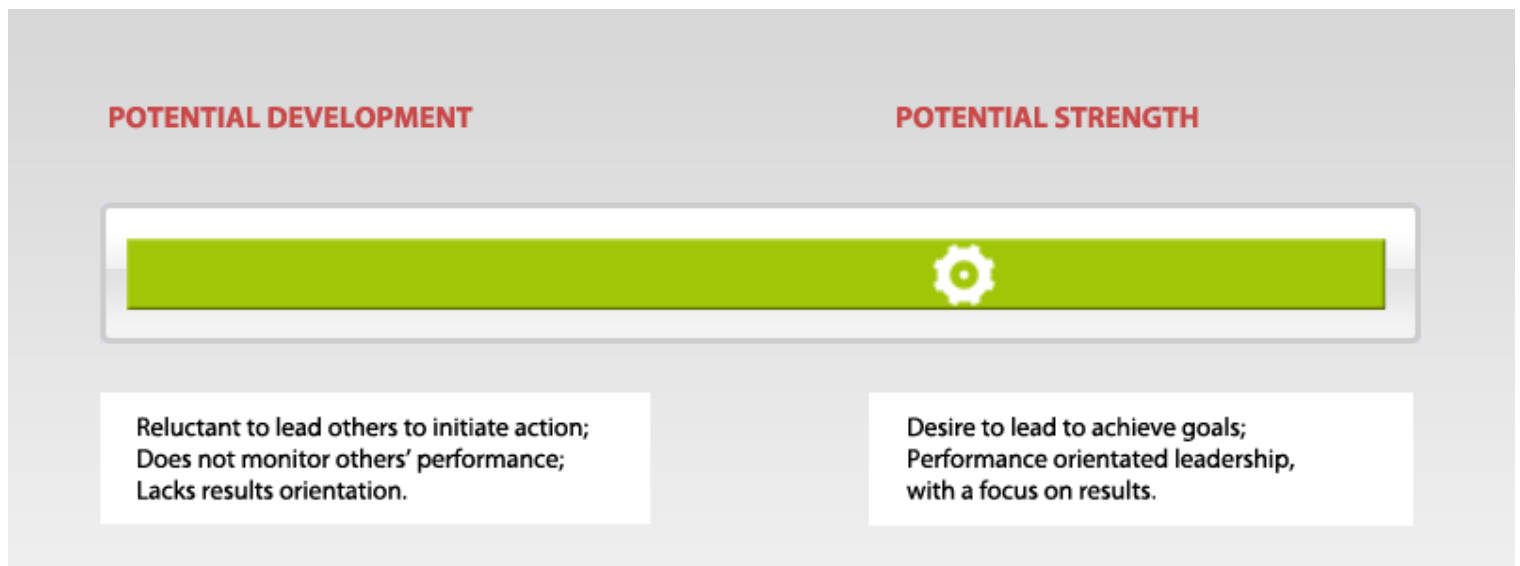 POTENTIAL DEVELOPMENT
POTENTIAL STRENGTH
Reluctant to lead others to initiate action;
Does not monitor others’ performance;
Lacks results orientation.
Desire to lead to achieve goals;
Performance orientated leadership,
with a focus on results.